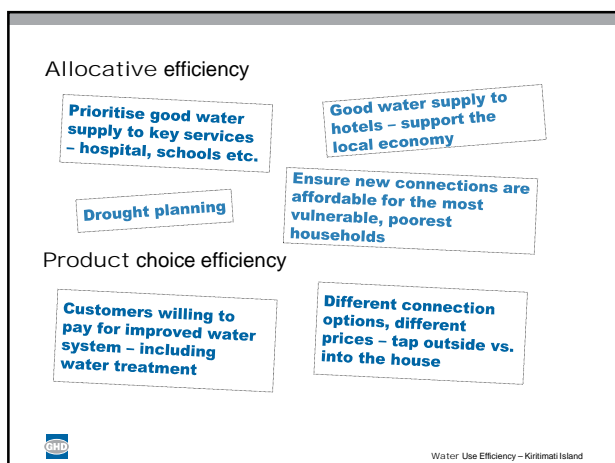 Allocative efficiency
Prioritise good water
supply to key services
– hospital, schools etc.
Good water supply to
hotels – support the
local economy
Drought planning
Ensure new connections are
affordable for the most
vulnerable, poorest
households
Product choice efficiency
Customers willing to
pay for improved water
system – including
water treatment
Different connection
options, different
prices – tap outside vs.
into the house
GHD
Water Use Efficiency – Kiritimati Island